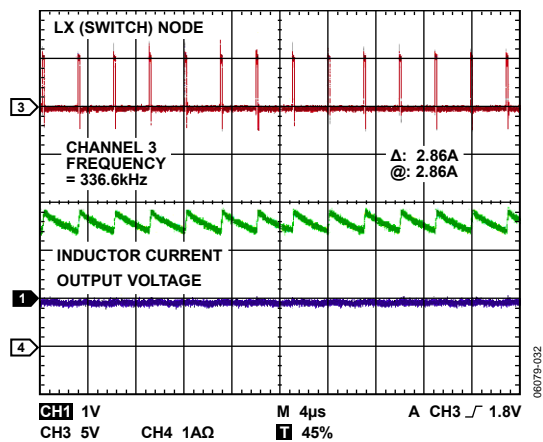 LX (SWITCH) NODE
3
CHANNEL 3
FREQUENCY
= 336.6kHz
Δ: 2.86A
@: 2.86A
INDUCTOR CURRENT
OUTPUT VOLTAGE
1
4
06079-032
CH1 1V M 4µs A CH3 1.8V
CH3 5V CH4 1AΩ T 45%